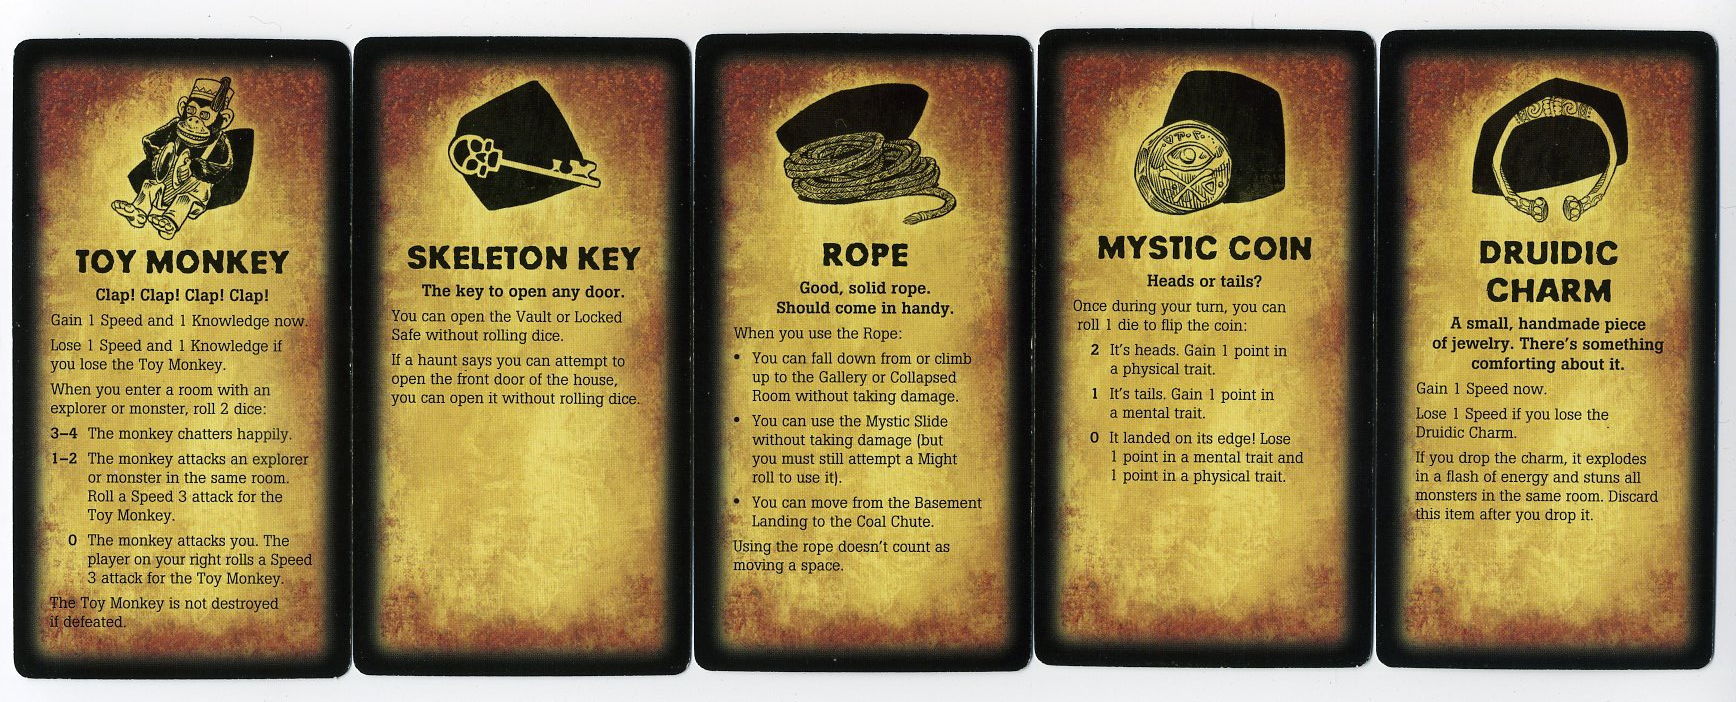 TOY MONKEY
Clap! Clap! Clap! Clap!
Gain 1 Speed and 1 Knowledge now.
Lose 1 Speed and 1 Knowledge if
you lose the Toy Monkey.
When you enter a room with an
explorer or monster, roll 2 dice:
3–4 The monkey chatters happily.
1–2 The monkey attacks an explorer
or monster in the same room.
Roll a Speed 3 attack for the
Toy Monkey.
0 The monkey attacks you. The
player on your right rolls a Speed
3 attack for the Toy Monkey.
The Toy Monkey is not destroyed
if defeated.
SKELETON KEY
The key to open any door.
You can open the Vault or Locked
Safe without rolling dice.
If a haunt says you can attempt to
open the front door of the house,
you can open it without rolling dice.
ROPE
Good, solid rope.
Should come in handy.
When you use the Rope:
• You can fall down from or climb
up to the Gallery or Collapsed
Room without taking damage.
• You can use the Mystic Slide
without taking damage (but
you must still attempt a Might
roll to use it).
• You can move from the Basement
Landing to the Coal Chute.
Using the rope doesn't count as
moving a space.
MYSTIC COIN
Heads or tails?
Once during your turn, you can
roll 1 die to flip the coin:
2 It's heads. Gain 1 point in
a physical trait.
1 It's tails. Gain 1 point in
a mental trait.
0 It landed on its edge! Lose
1 point in a mental trait and
1 point in a physical trait.
DRUIDIC
CHARM
A small, handmade piece
of jewelry. There's something
comforting about it.
Gain 1 Speed now.
Lose 1 Speed if you lose the
Druidic Charm.
If you drop the charm, it explodes
in a flash of energy and stuns all
monsters in the same room. Discard
this item after you drop it.